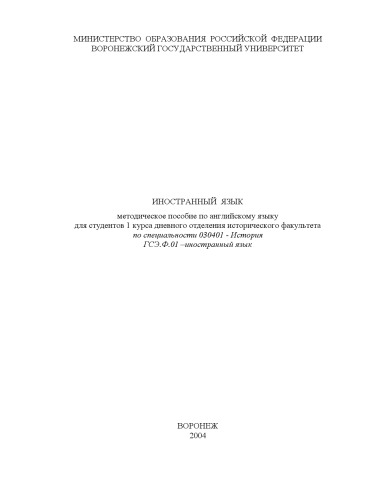 МИНИСТЕРСТВО ОБРАЗОВАНИЯ РОССИЙСКОЙ ФЕДЕРАЦИИ
ВОРОНЕЖСКИЙ ГОСУДАРСТВЕННЫЙ УНИВЕРСИТЕТ
ИНОСТРАННЫЙ ЯЗЫК
методическое пособие по английскому языку
для студентов 1 курса дневного отделения исторического факультета
по специальности 030401 - История
ГСЭ.Ф.01 –иностранный язык
ВОРОНЕЖ
2004